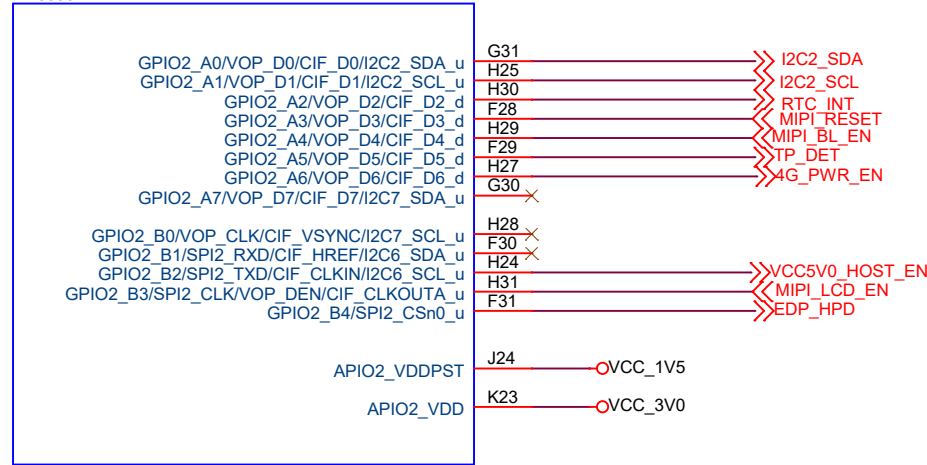 GPIO2_A0/VOP_D0/CIF_D0/I2C2_SDA_u G31 I2C2_SDA
GPIO2_A1/VOP_D1/CIF_D1/I2C2_SCL_u H25 I2C2_SCL
GPIO2_A2/VOP_D2/CIF_D2_d H30 RTC_INT
GPIO2_A3/VOP_D3/CIF_D3_d F28 MIPI_RESET
GPIO2_A4/VOP_D4/CIF_D4_d H29 MIPI_BL_EN
GPIO2_A5/VOP_D5/CIF_D5_d F29 TP_DET
GPIO2_A6/VOP_D6/CIF_D6_d H27 4G_PWR_EN
GPIO2_A7/VOP_D7/CIF_D7/I2C7_SDA_u G30
GPIO2_B0/VOP_CLK/CIF_VSYNC/I2C7_SCL_u H28
GPIO2_B1/SPI2_RXD/CIF_HREF/I2C6_SDA_u F30
GPIO2_B2/SPI2_TXD/CIF_CLKIN/I2C6_SCL_u H24 VCC5V0_HOST_EN
GPIO2_B3/SPI2_CLK/VOP_DEN/CIF_CLKOUTA_u H31 MIPI_LCD_EN
GPIO2_B4/SPI2_CSn0_u F31 EDP_HPD
APIO2_VDDPST J24 VCC_1V5
APIO2_VDD K23 VCC_3V0